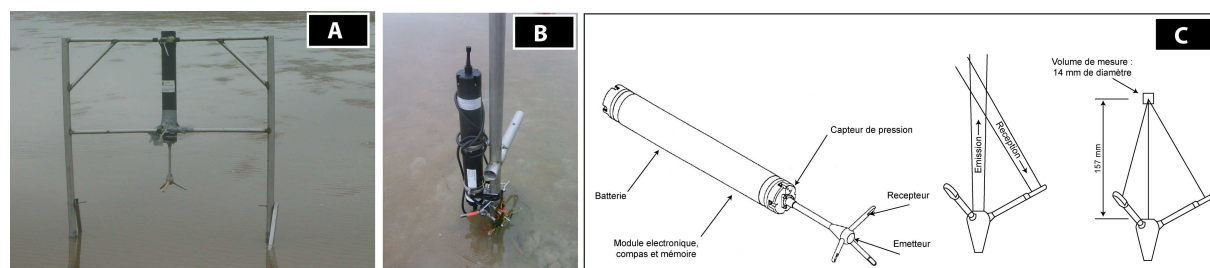 A
B
C
Volume de mesure :
14 mm de diamètre
Capteur de pression
Emission
Reception
157 mm
Batterie
Recepteur
Module electronique,
compas et mémoire
Emetteur